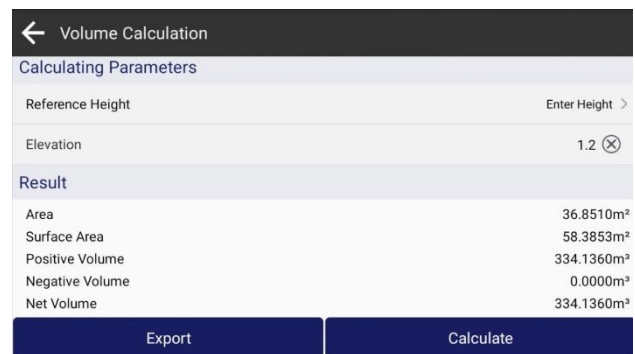 Volume Calculation
Calculating Parameters
Reference Height Enter Height >
Elevation 1.2
Result
Area 36.8510m²
Surface Area 58.3853m²
Positive Volume 334.1360m³
Negative Volume 0.0000m³
Net Volume 334.1360m³
Export Calculate